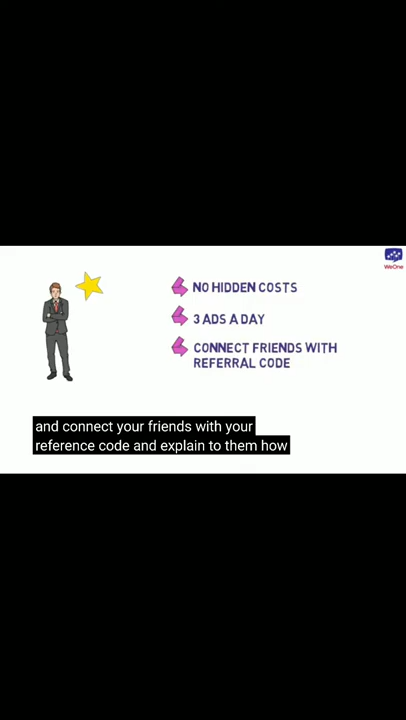 WeOne
NO HIDDEN COSTS
3 ADS A DAY
CONNECT FRIENDS WITH
REFERRAL CODE
and connect your friends with your
reference code and explain to them how